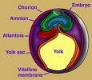 Chorion
Embryo
Amnion
Allantois
Yolk sac
Yolk
Vitelline
membrane